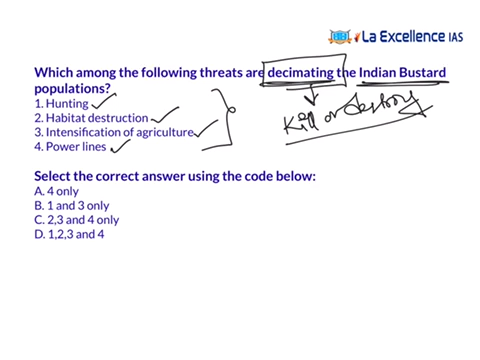 La Excellence IAS
Which among the following threats are decimating the Indian Bustard
populations?
1. Hunting
2. Habitat destruction
3. Intensification of agriculture
4. Power lines
Kill or destroy
Select the correct answer using the code below:
A. 4 only
B. 1 and 3 only
C. 2,3 and 4 only
D. 1,2,3 and 4